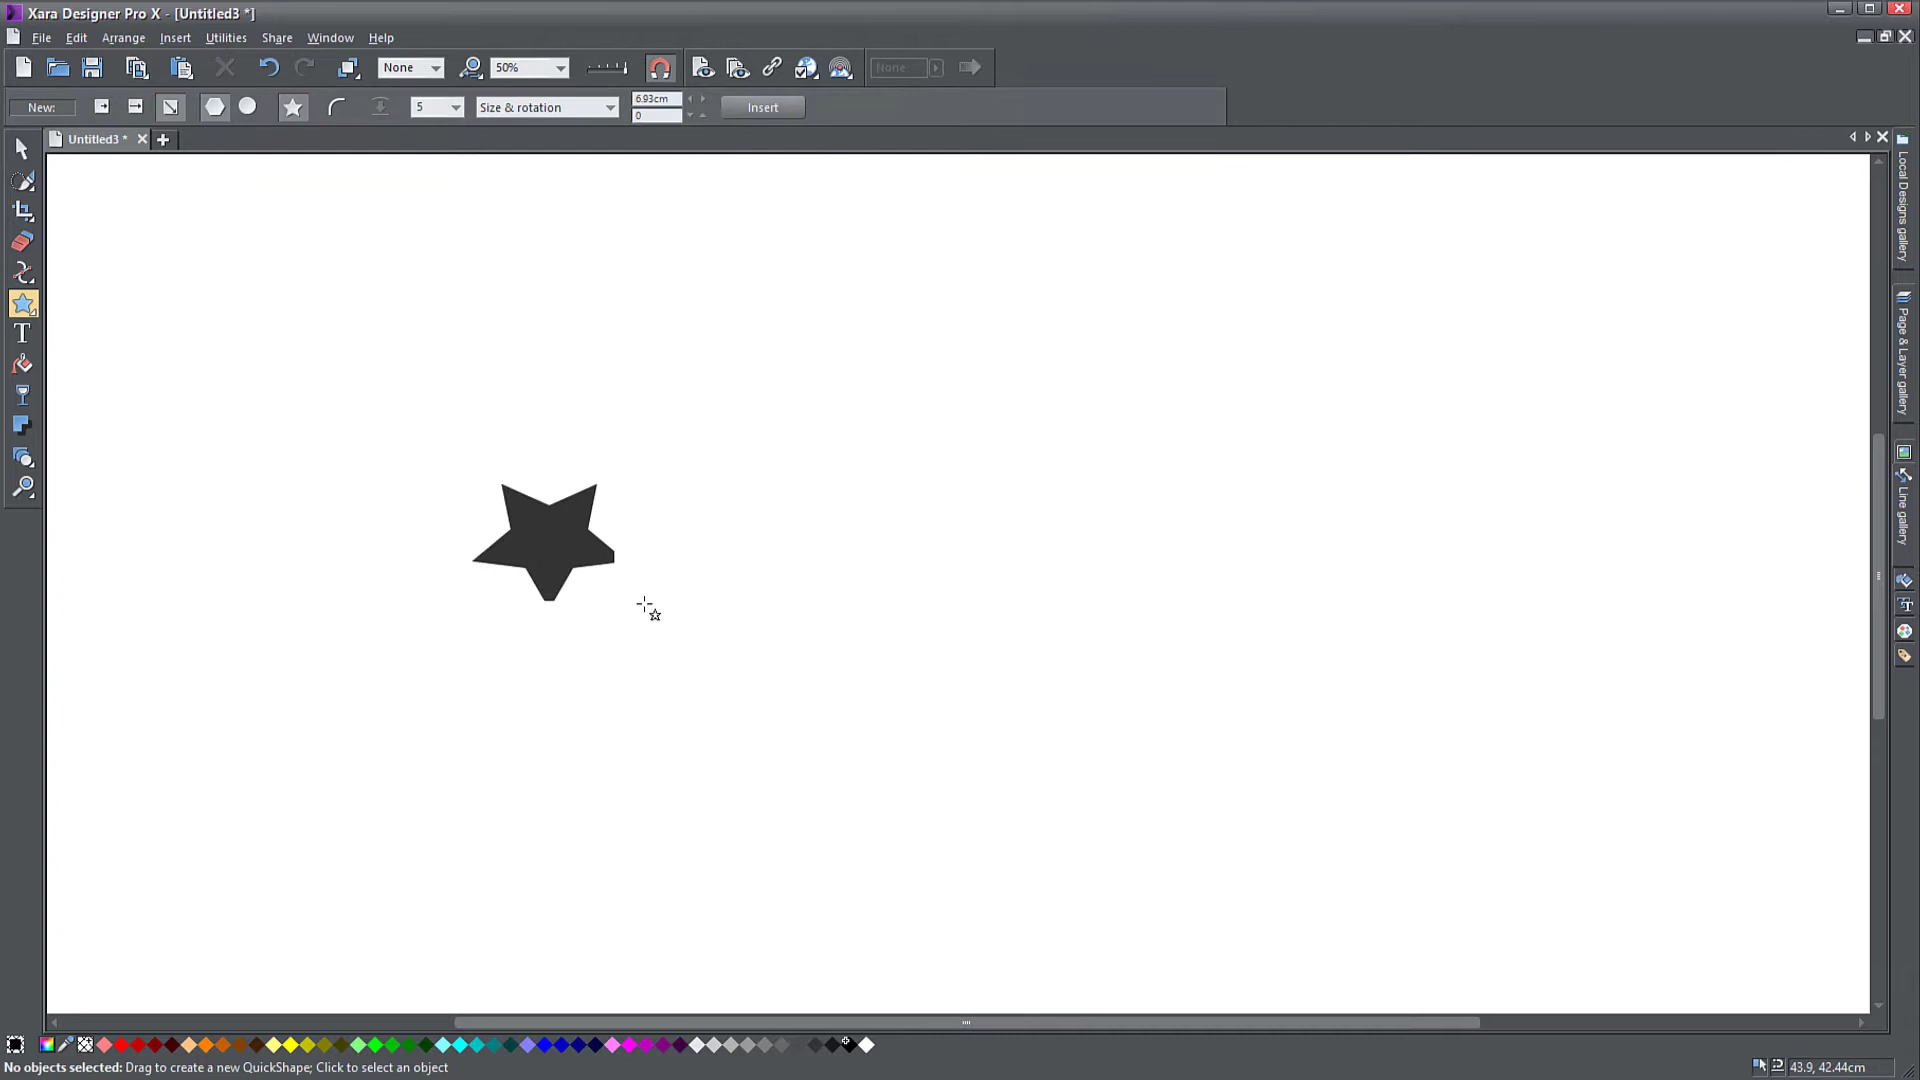 Xara Designer Pro X - [Untitled3 *]
File Edit Arrange Insert Utilities Share Window Help
None 50% None
New: 5 Size & rotation 6.93cm 0 Insert
Untitled3 *
Local Designs gallery
Page & Layer gallery
Line gallery
No objects selected: Drag to create a new QuickShape; Click to select an object
43.9, 42.44cm